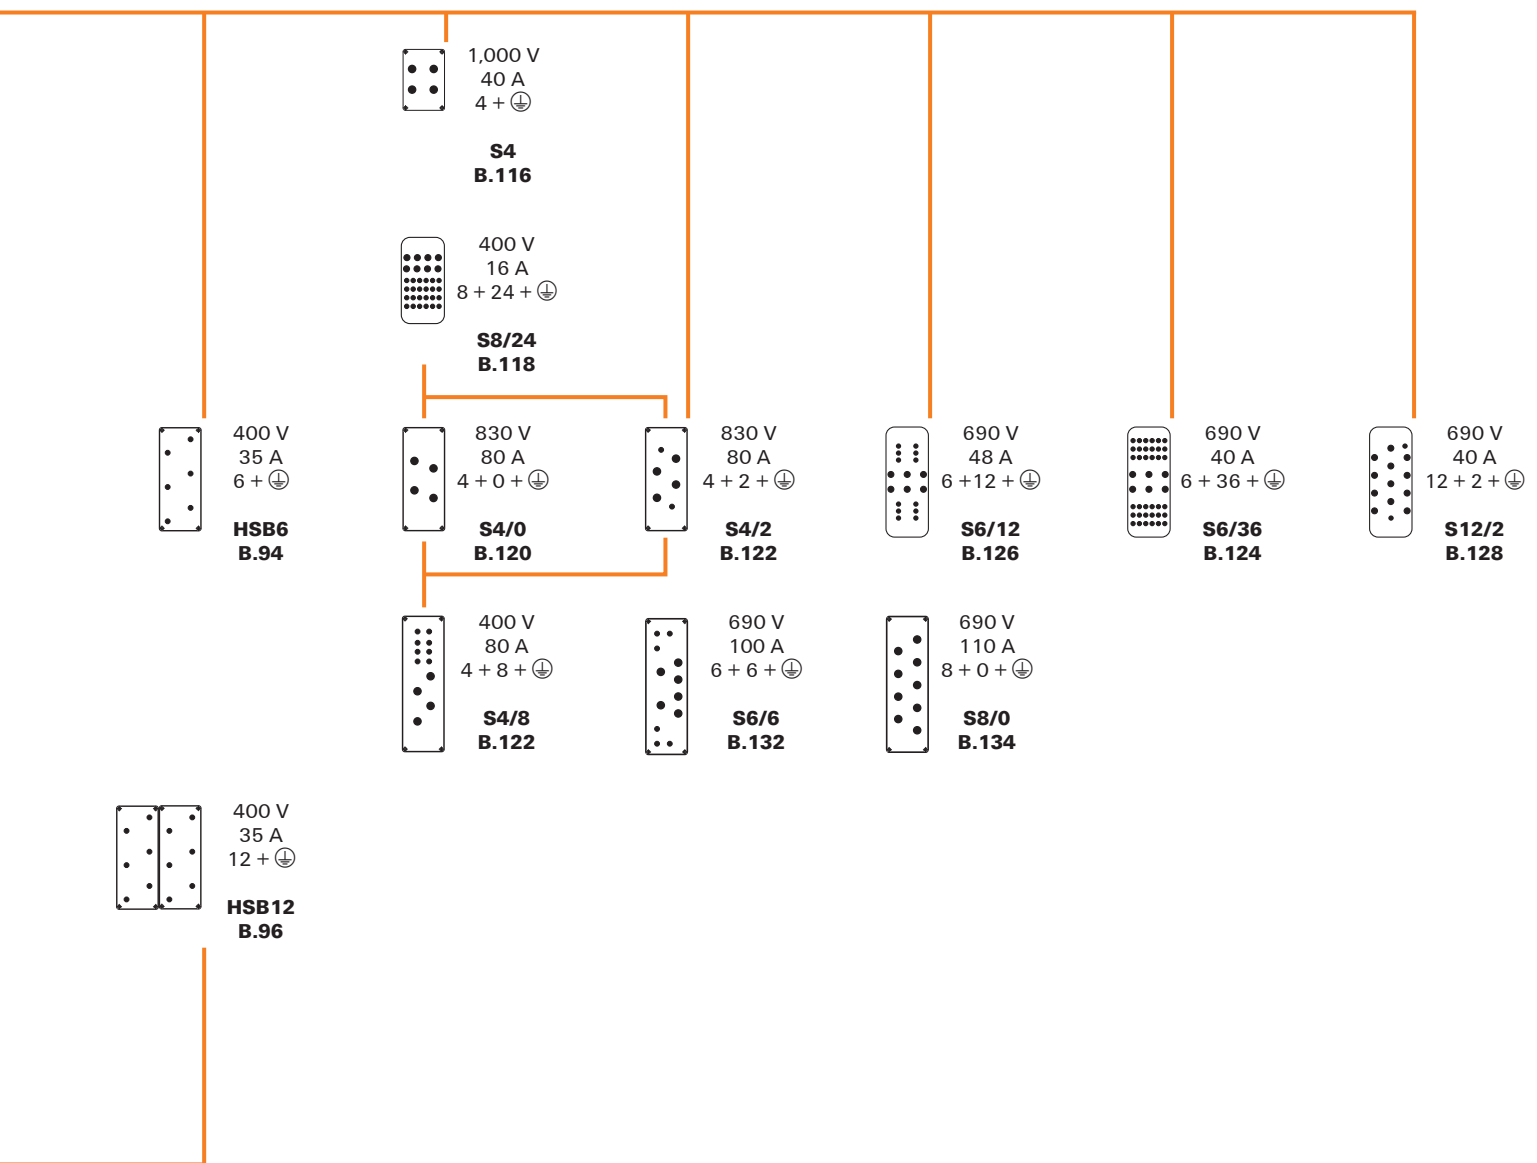 1,000 V
40 A
4 + ⏚
S4
B.116
400 V
16 A
8 + 24 + ⏚
S8/24
B.118
400 V
35 A
6 + ⏚
HSB6
B.94
830 V
80 A
4 + 0 + ⏚
S4/0
B.120
830 V
80 A
4 + 2 + ⏚
S4/2
B.122
690 V
48 A
6 +12 + ⏚
S6/12
B.126
690 V
40 A
6 + 36 + ⏚
S6/36
B.124
690 V
40 A
12 + 2 + ⏚
S12/2
B.128
400 V
80 A
4 + 8 + ⏚
S4/8
B.122
690 V
100 A
6 + 6 + ⏚
S6/6
B.132
690 V
110 A
8 + 0 + ⏚
S8/0
B.134
400 V
35 A
12 + ⏚
HSB12
B.96